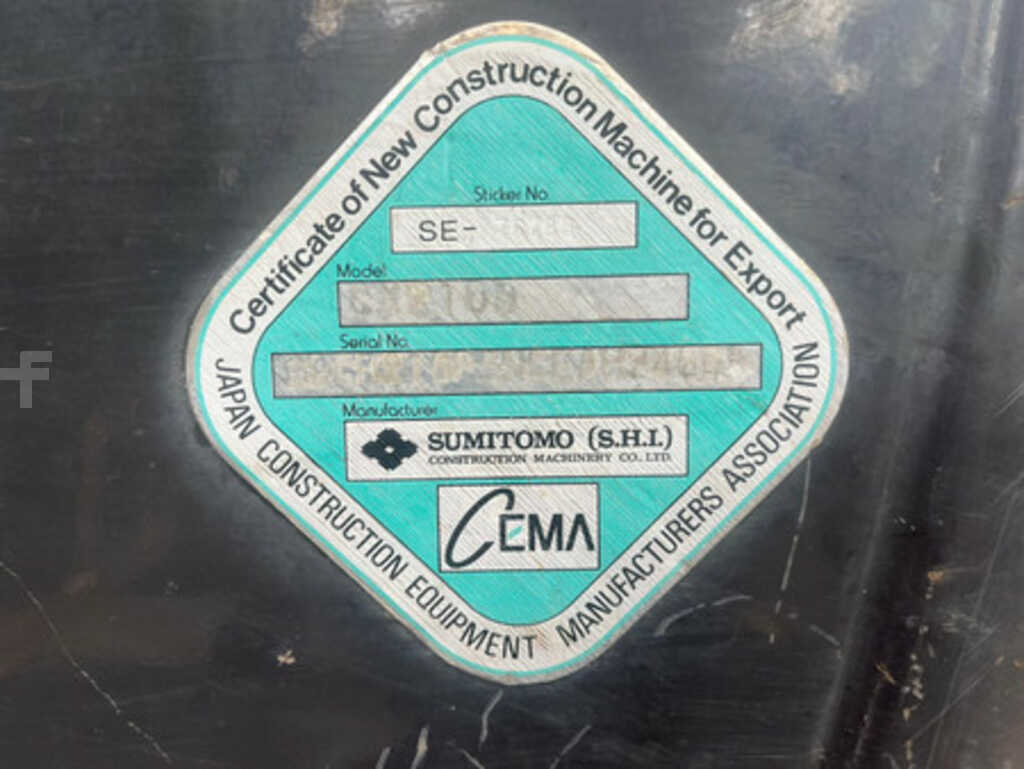 Certificate of New Construction Machine for Export
Sticker No.
SE-
Model
Serial No.
Manufacturer
SUMITOMO (S.H.I.)
CONSTRUCTION MACHINERY CO., LTD.
CEMA
JAPAN CONSTRUCTION EQUIPMENT MANUFACTURERS ASSOCIATION
f